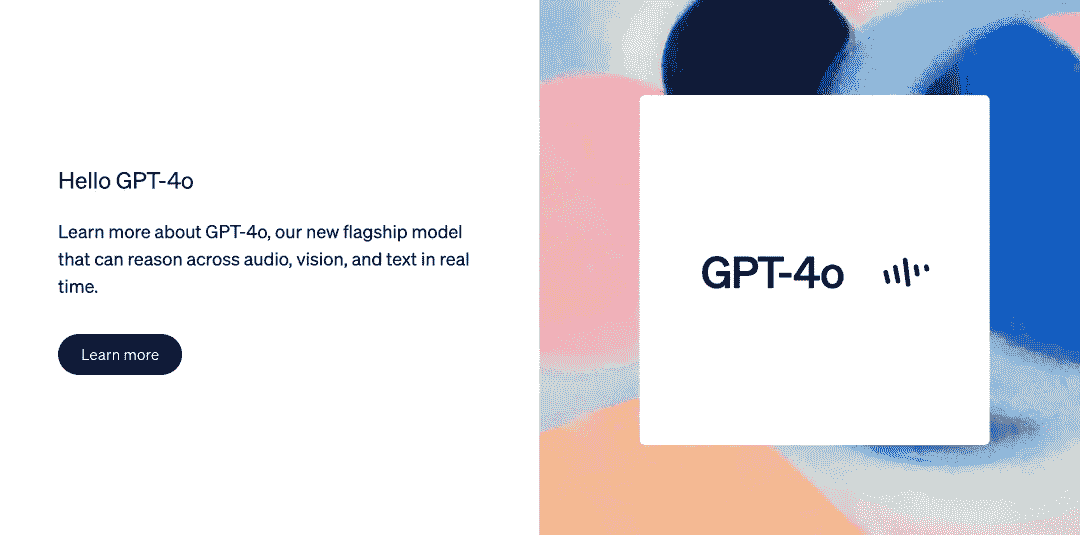 Hello GPT-4o
Learn more about GPT-4o, our new flagship model
that can reason across audio, vision, and text in real
time.
Learn more
GPT-4o